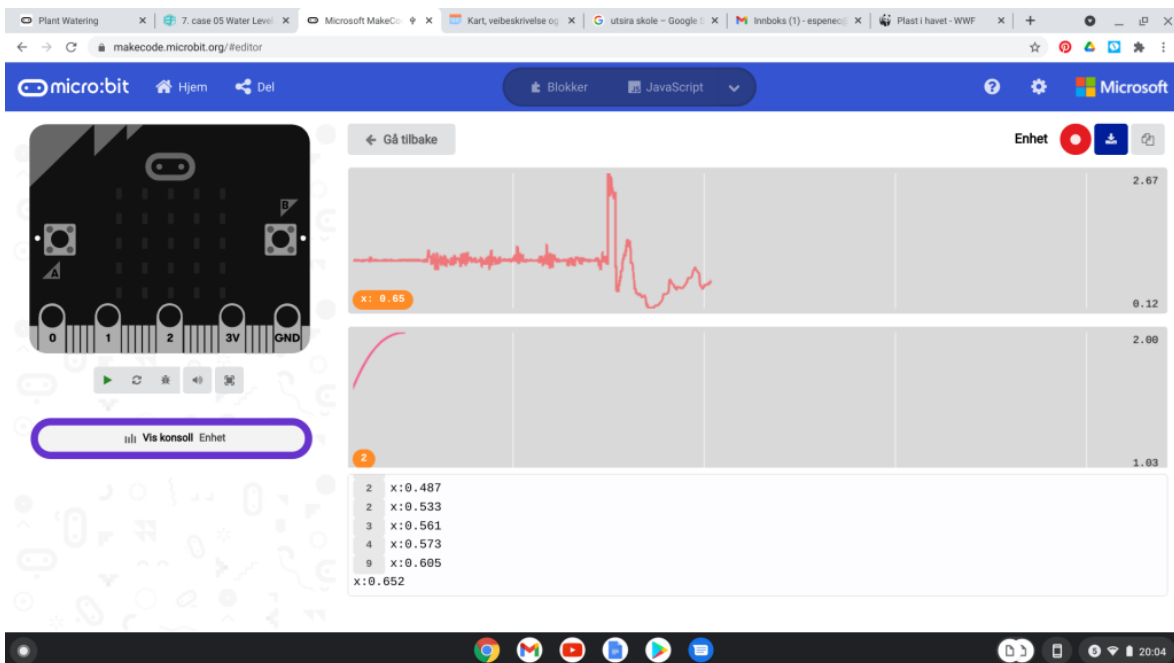 Plant Watering
7. case 05 Water Level
Microsoft MakeCo
Kart, veibeskrivelse og
utsira skole – Google
Innboks (1) - espenec
Plast i havet - WWF
makecode.microbit.org/#editor
micro:bit
Hjem
Del
Blokker
JavaScript
Microsoft
Gå tilbake
Enhet
B
A
0 1 2 3V GND
Vis konsoll Enhet
2.67
x: 0.65
0.12
2.00
2
1.03
2 x:0.487
2 x:0.533
3 x:0.561
4 x:0.573
9 x:0.605
x:0.652
5 20:04